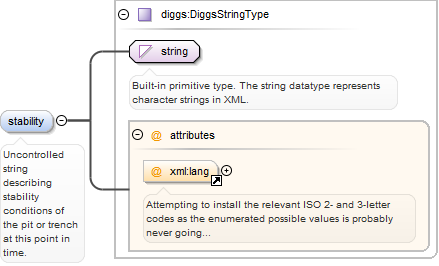 diggs:DiggsStringType
string
Built-in primitive type. The string datatype represents
character strings in XML.
stability
Uncontrolled
string
describing
stability
conditions of
the pit or trench
at this point in
time.
@ attributes
@ xml:lang
Attempting to install the relevant ISO 2- and 3-letter
codes as the enumerated possible values is probably
never going...